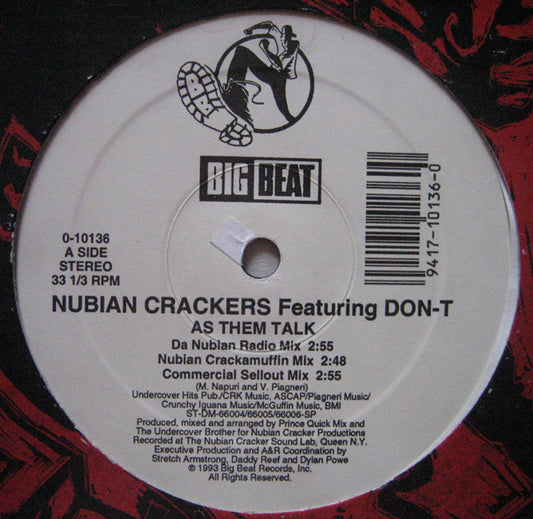 BIG BEAT
0-10136
A SIDE
STEREO
33 1/3 RPM
9417-10136-0
NUBIAN CRACKERS Featuring DON-T
AS THEM TALK
Da Nubian Radio Mix 2:55
Nubian Crackamuffin Mix 2:48
Commercial Sellout Mix 2:55
(M. Napuri and V. Piagneri)
Undercover Hits Pub./CRK Music, ASCAP/Piagneri Music/
Crunchy Iguana Music/McGuffin Music, BMI
ST-DM-66004/66005/66006-SP
Produced, mixed and arranged by Prince Quick Mix and
The Undercover Brother for Nubian Cracker Productions
Recorded at The Nubian Cracker Sound Lab, Queen N.Y.
Executive Production and A&R Coordination by
Stretch Armstrong, Daddy Reef and Dylan Powe
℗ 1993 Big Beat Records, Inc.
All Rights Reserved.